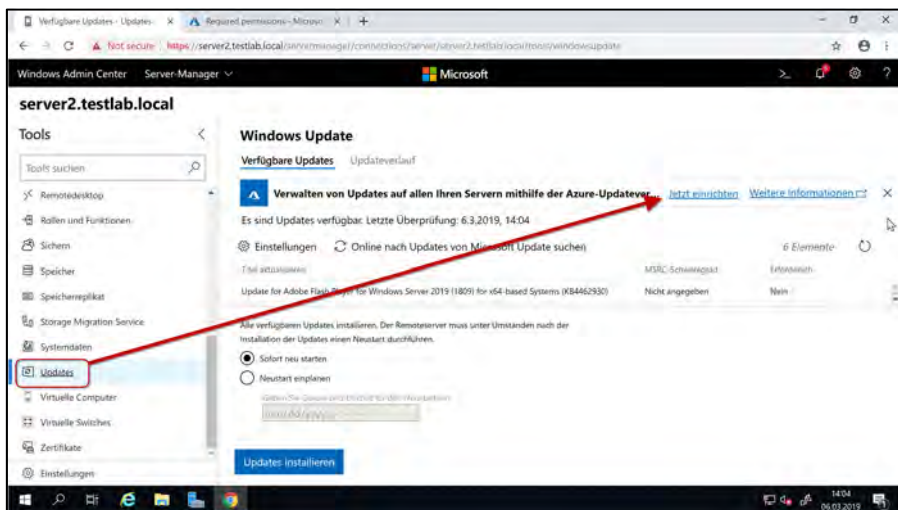 Verfügbare Updates - Updates
Required permissions - Microso
Not secure | https://server2.testlab.local/servermanager/connections/server/server2.testlab.local/tools/windowsupdate
Windows Admin Center Server-Manager Microsoft
server2.testlab.local
Tools
Tools suchen
Remotedesktop
Rollen und Funktionen
Sichern
Speicher
Speicherreplikat
Storage Migration Service
Systemdaten
Updates
Virtuelle Computer
Virtuelle Switches
Zertifikate
Einstellungen
Windows Update
Verfügbare Updates Updateverlauf
Verwalten von Updates auf allen Ihren Servern mithilfe der Azure-Updatever... Jetzt einrichten Weitere Informationen
Es sind Updates verfügbar. Letzte Überprüfung: 6.3.2019, 14:04
Einstellungen Online nach Updates von Microsoft Update suchen 6 Elemente
Titel aktualisieren MSRC-Schweregrad Erforderlich
Update for Adobe Flash Player for Windows Server 2019 (1809) for x64-based Systems (KB4462930) Nicht angegeben Nein
Alle verfügbaren Updates installieren. Der Remoteserver muss unter Umständen nach der
Installation der Updates einen Neustart durchführen.
Sofort neu starten
Neustart einplanen
mm/dd/yyyy
Updates installieren
14:04
06.03.2019